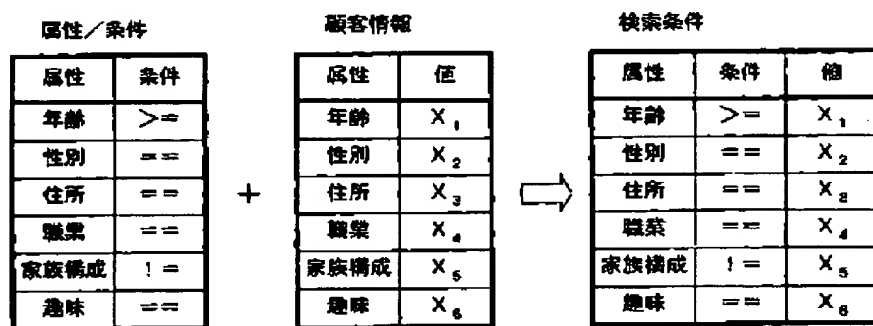 属性/条件 顧客情報 検索条件
属性 条件 属性 値 属性 条件 値
年齢 >= 年齢 X₁ 年齢 >= X₁
性別 == 性別 X₂ 性別 == X₂
住所 == + 住所 X₃ ⇨ 住所 == X₃
職業 == 職業 X₄ 職業 == X₄
家族構成 != 家族構成 X₅ 家族構成 != X₅
趣味 == 趣味 X₆ 趣味 == X₆